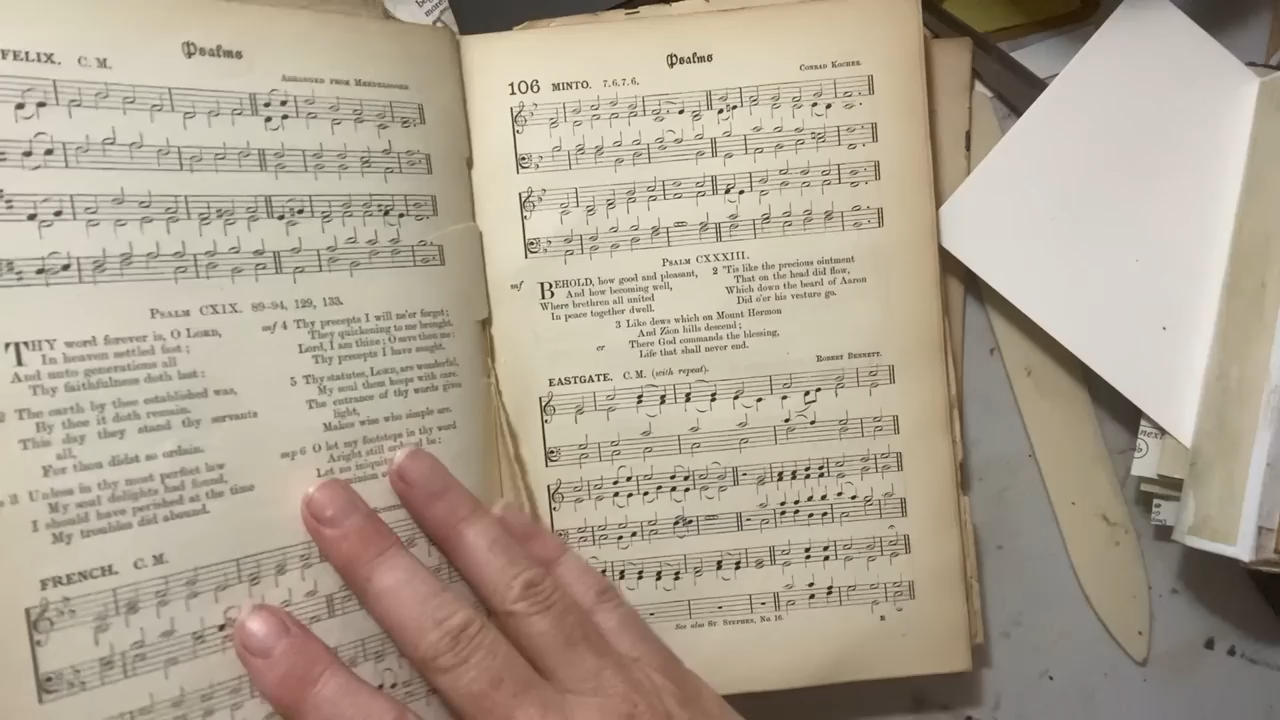 Psalms
FELIX. C. M.
ARRANGED FROM MENDELSSOHN
PSALM CXIX. 89-94, 129, 133.
THY word forever is, O LORD,
In heaven settled fast;
And unto generations all
Thy faithfulness doth last:
2 The earth by thee established was,
By thee it doth remain.
This day they stand thy servants
all,
For thou didst so ordain.
3 Unless in thy most perfect law
My soul delights had found,
I should have perished at the time
My troubles did abound.
mf 4 Thy precepts I will ne'er forget;
They quickening to me brought.
Lord, I am thine; O save thou me:
Thy precepts I have sought.
5 Thy statutes, LORD, are wonderful,
My soul them keeps with care.
The entrance of thy words gives
light,
Makes wise who simple are.
mp 6 O let my footsteps in thy word
Aright still be:
Let no
FRENCH. C. M.
Psalms
106 MINTO. 7.6.7.6.
CONRAD KOCHER.
PSALM CXXXIII.
mf BEHOLD, how good and pleasant,
And how becoming well,
Where brethren all united
In peace together dwell.
2 'Tis like the precious ointment
That on the head did flow,
Which down the beard of Aaron
Did o'er his vesture go.
3 Like dews which on Mount Hermon
And Zion hills descend;
cr There God commands the blessing,
Life that shall never end.
ROBERT BENNETT.
EASTGATE. C. M. (with repeat).
See also ST. STEPHEN, No. 16.
E
next